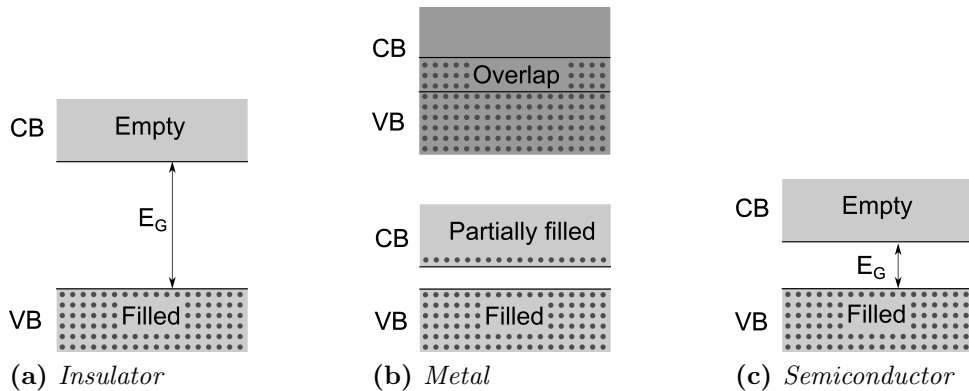 CB
Empty
E_G
VB
Filled
(a) Insulator
CB
Overlap
VB
CB
Partially filled
VB
Filled
(b) Metal
CB
Empty
E_G
VB
Filled
(c) Semiconductor